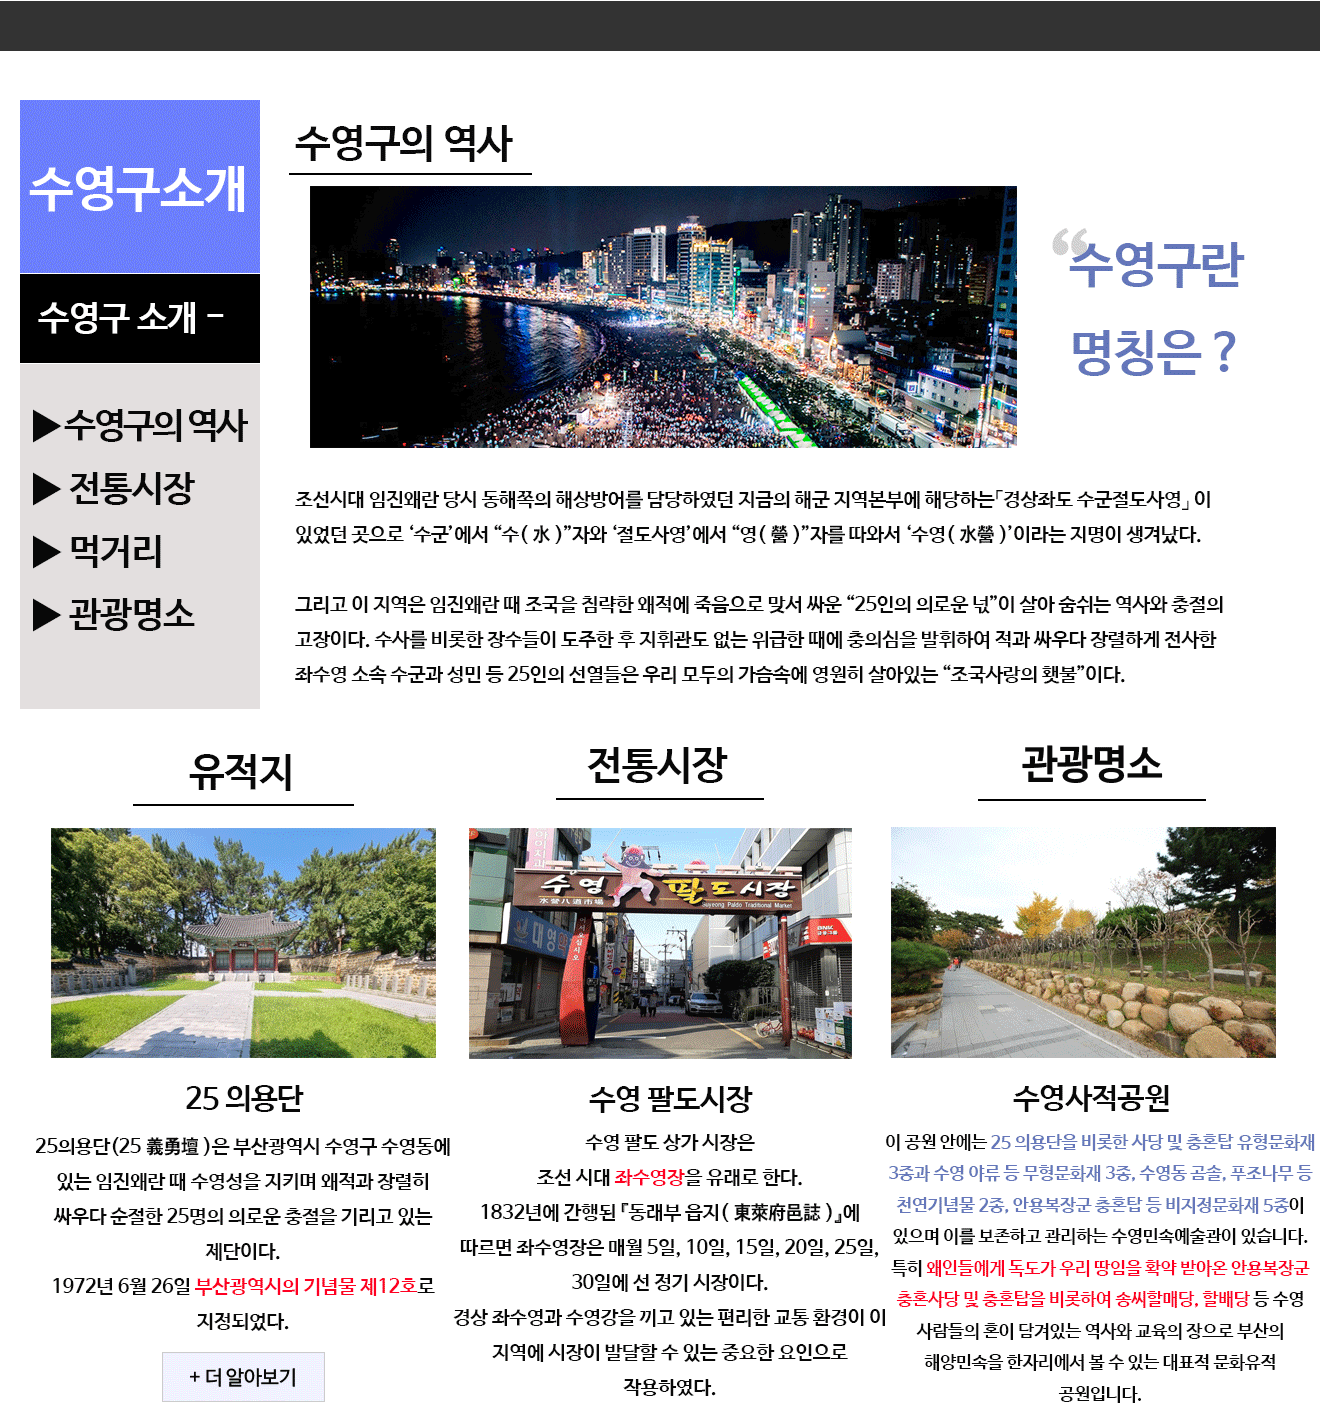 수영구소개
수영구 소개 -
▶수영구의 역사
▶ 전통시장
▶ 먹거리
▶ 관광명소
수영구의 역사
“수영구란
명칭은 ?
조선시대 임진왜란 당시 동해쪽의 해상방어를 담당하였던 지금의 해군 지역본부에 해당하는「경상좌도 수군절도사영」이
있었던 곳으로 ‘수군’에서 “수( 水 )”자와 ‘절도사영’에서 “영( 營 )”자를 따와서 ‘수영( 水營 )’이라는 지명이 생겨났다.
그리고 이 지역은 임진왜란 때 조국을 침략한 왜적에 죽음으로 맞서 싸운 “25인의 의로운 넋”이 살아 숨쉬는 역사와 충절의
고장이다. 수사를 비롯한 장수들이 도주한 후 지휘관도 없는 위급한 때에 충의심을 발휘하여 적과 싸우다 장렬하게 전사한
좌수영 소속 수군과 성민 등 25인의 선열들은 우리 모두의 가슴속에 영원히 살아있는 “조국사랑의 횃불”이다.
유적지
25 의용단
25의용단(25 義勇壇 )은 부산광역시 수영구 수영동에
있는 임진왜란 때 수영성을 지키며 왜적과 장렬히
싸우다 순절한 25명의 의로운 충절을 기리고 있는
제단이다.
1972년 6월 26일 부산광역시의 기념물 제12호로
지정되었다.
+ 더 알아보기
전통시장
수영 팔도시장
水營八道市場
Suyeong Paldo Traditional Market
어서오십시오
대영
BNK
수영 팔도시장
수영 팔도 상가 시장은
조선 시대 좌수영장을 유래로 한다.
1832년에 간행된 『동래부 읍지( 東萊府邑誌 )』에
따르면 좌수영장은 매월 5일, 10일, 15일, 20일, 25일,
30일에 선 정기 시장이다.
경상 좌수영과 수영강을 끼고 있는 편리한 교통 환경이 이
지역에 시장이 발달할 수 있는 중요한 요인으로
작용하였다.
관광명소
수영사적공원
이 공원 안에는 25 의용단을 비롯한 사당 및 충혼탑 유형문화재
3종과 수영 야류 등 무형문화재 3종, 수영동 곰솔, 푸조나무 등
천연기념물 2종, 안용복장군 충혼탑 등 비지정문화재 5종이
있으며 이를 보존하고 관리하는 수영민속예술관이 있습니다.
특히 왜인들에게 독도가 우리 땅임을 확약 받아온 안용복장군
충혼사당 및 충혼탑을 비롯하여 송씨할매당, 할배당 등 수영
사람들의 혼이 담겨있는 역사와 교육의 장으로 부산의
해양민속을 한자리에서 볼 수 있는 대표적 문화유적
공원입니다.